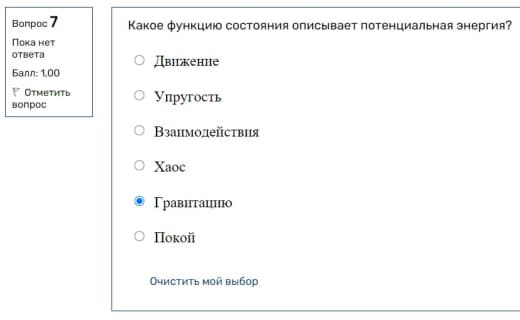 Вопрос 7
Пока нет
ответа
Балл: 1,00
Отметить
вопрос
Какое функцию состояния описывает потенциальная энергия?
Движение
Упругость
Взаимодействия
Хаос
Гравитацию
Покой
Очистить мой выбор